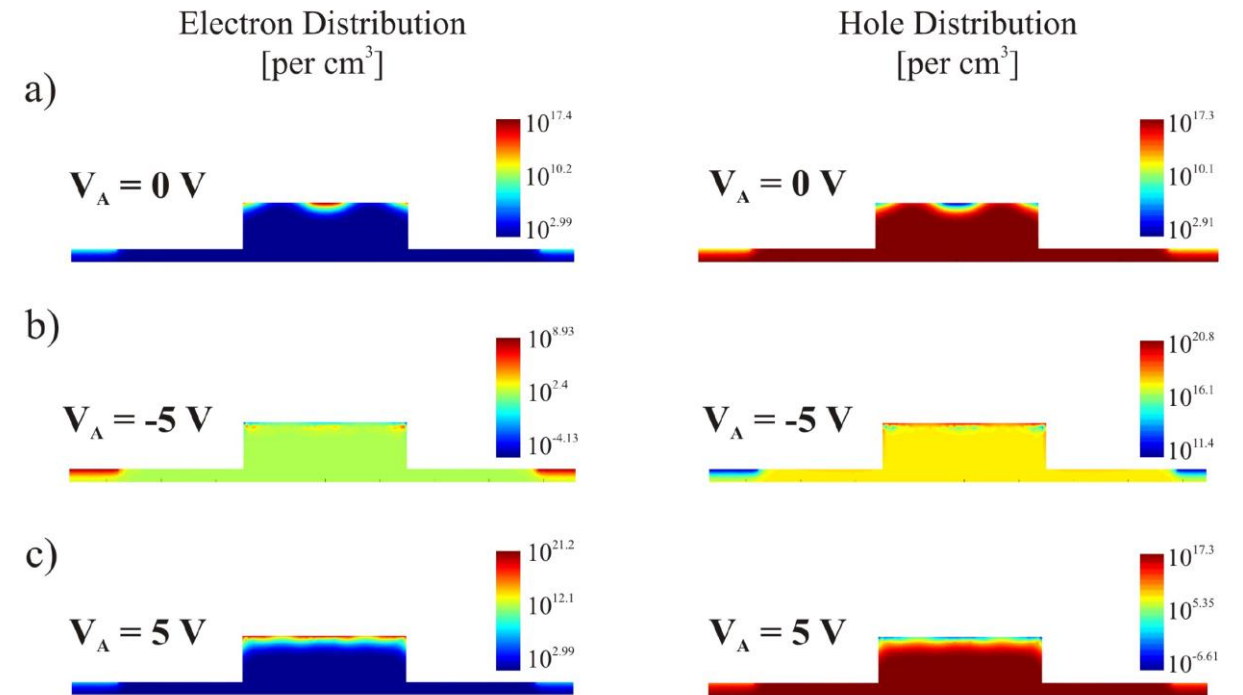 Electron Distribution
[per cm³]
Hole Distribution
[per cm³]
a)
V_A = 0 V
10^17.4
10^10.2
10^2.99
V_A = 0 V
10^17.3
10^10.1
10^2.91
b)
V_A = -5 V
10^8.93
10^2.4
10^-4.13
V_A = -5 V
10^20.8
10^16.1
10^11.4
c)
V_A = 5 V
10^21.2
10^12.1
10^2.99
V_A = 5 V
10^17.3
10^5.35
10^-6.61